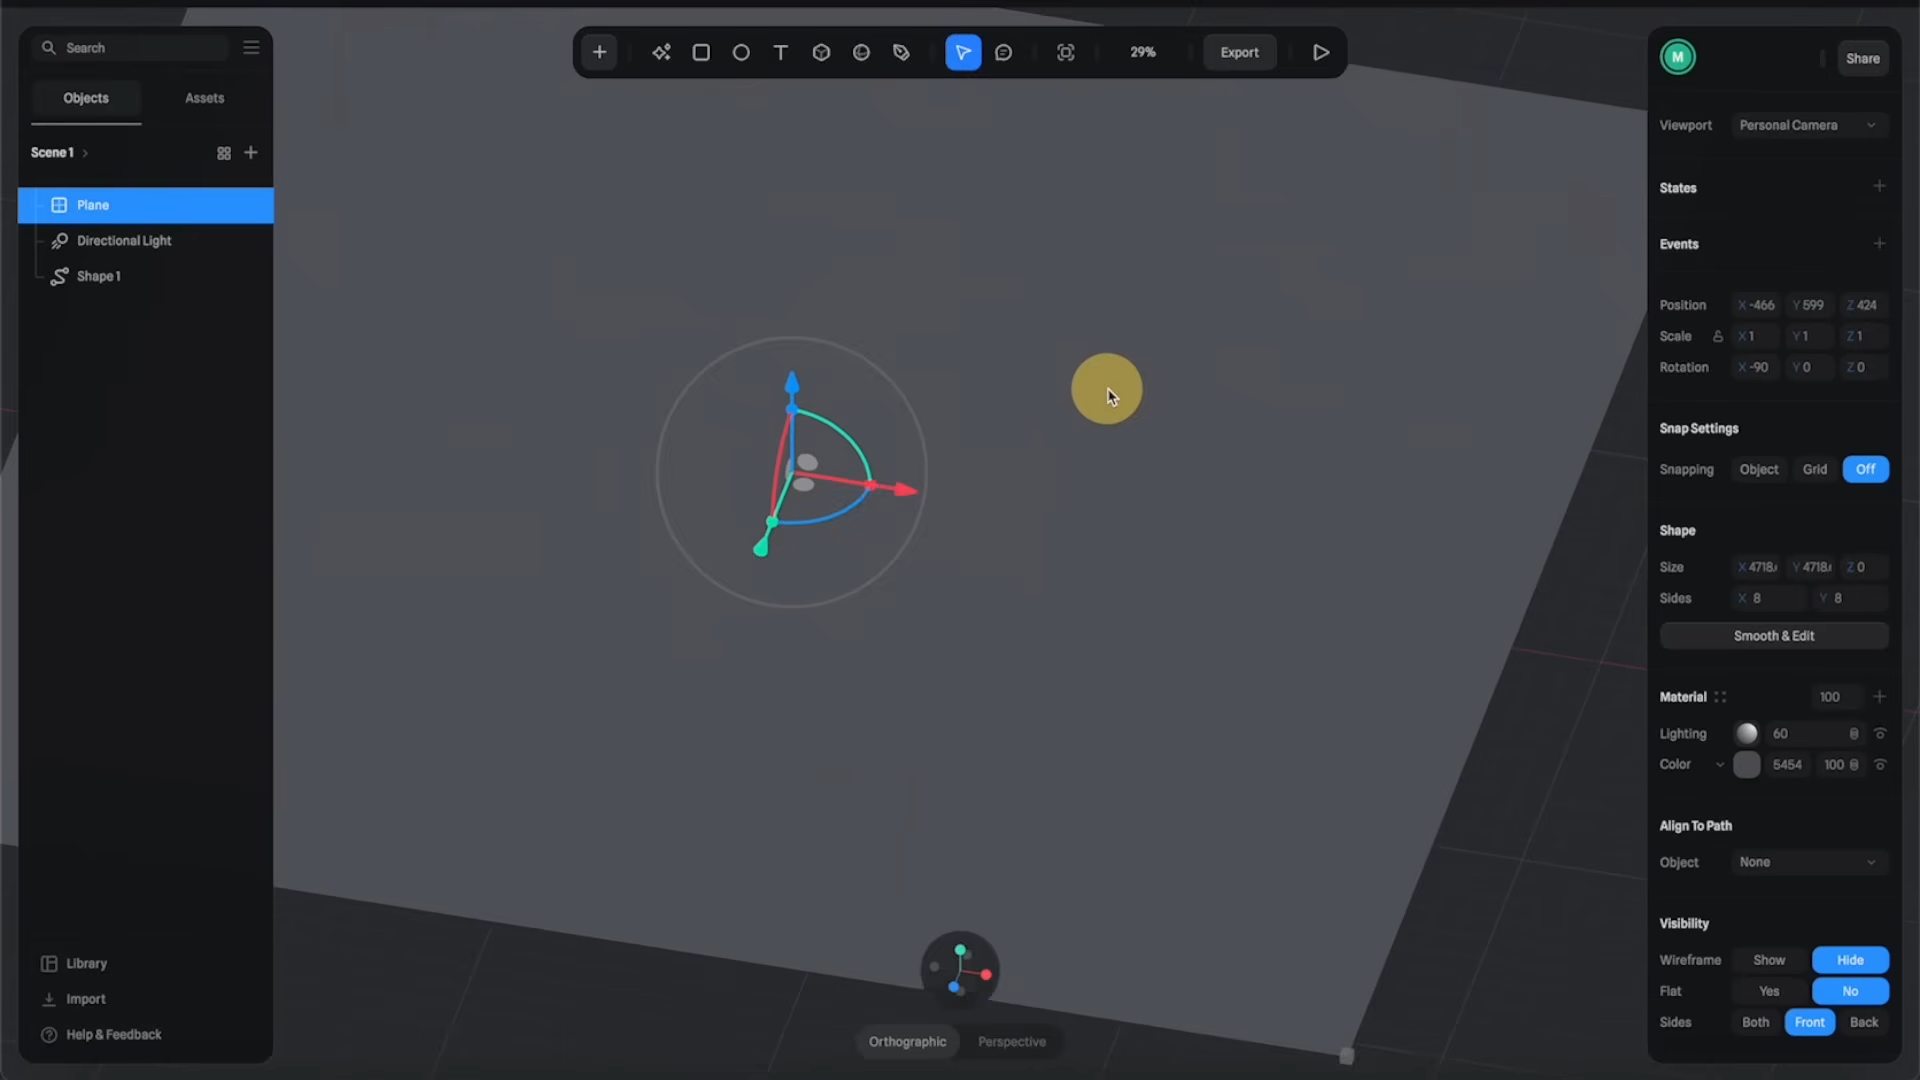 Search
Objects Assets
Scene 1
Plane
Directional Light
Shape 1
Library
Import
Help & Feedback
T 29% Export
Orthographic Perspective
M Share
Viewport Personal Camera
States
Events
Position X -466 Y 599 Z 424
Scale X 1 Y 1 Z 1
Rotation X -90 Y 0 Z 0
Snap Settings
Snapping Object Grid Off
Shape
Size X 4718. Y 4718. Z 0
Sides X 8 Y 8
Smooth & Edit
Material 100
Lighting 60
Color 5454 100
Align To Path
Object None
Visibility
Wireframe Show Hide
Flat Yes No
Sides Both Front Back